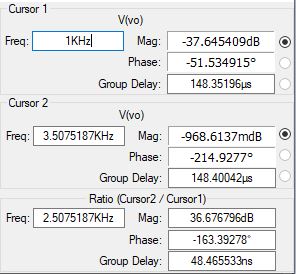 Cursor 1
V(vo)
Freq: 1KHz Mag: -37.645409dB
Phase: -51.534915°
Group Delay: 148.35196µs
Cursor 2
V(vo)
Freq: 3.5075187KHz Mag: -968.6137mdB
Phase: -214.9277°
Group Delay: 148.40042µs
Ratio (Cursor2 / Cursor1)
Freq: 2.5075187KHz Mag: 36.676796dB
Phase: -163.39278°
Group Delay: 48.465533ns